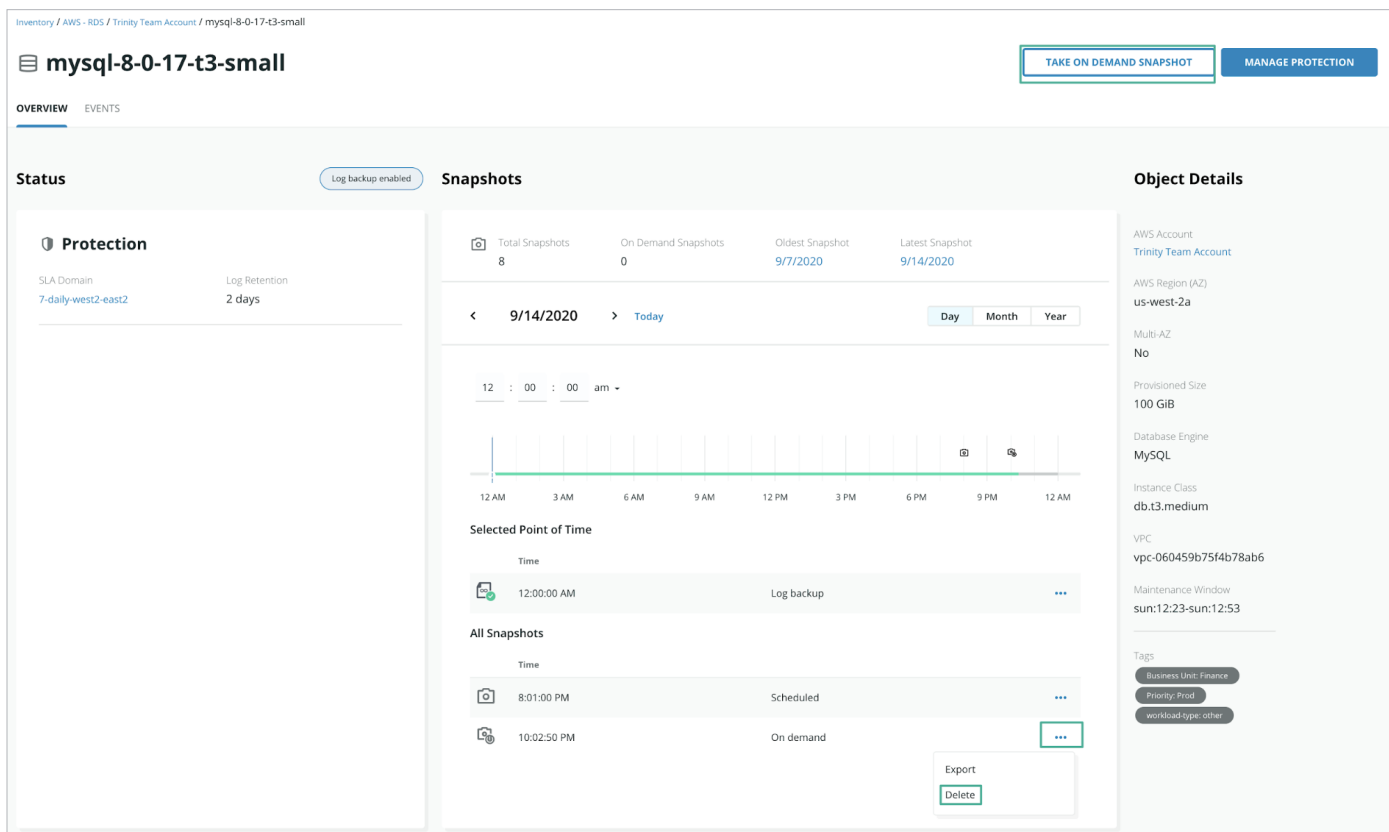 Inventory / AWS - RDS / Trinity Team Account / mysql-8-0-17-t3-small
mysql-8-0-17-t3-small
TAKE ON DEMAND SNAPSHOT
MANAGE PROTECTION
OVERVIEW EVENTS
Status
Log backup enabled
Protection
SLA Domain Log Retention
7-daily-west2-east2 2 days
Snapshots
Total Snapshots On Demand Snapshots Oldest Snapshot Latest Snapshot
8 0 9/7/2020 9/14/2020
< 9/14/2020 > Today
Day Month Year
12 : 00 : 00 am
12 AM 3 AM 6 AM 9 AM 12 PM 3 PM 6 PM 9 PM 12 AM
Selected Point of Time
Time
12:00:00 AM Log backup •••
All Snapshots
Time
8:01:00 PM Scheduled •••
10:02:50 PM On demand •••
Export
Delete
Object Details
AWS Account
Trinity Team Account
AWS Region (AZ)
us-west-2a
Multi-AZ
No
Provisioned Size
100 GiB
Database Engine
MySQL
Instance Class
db.t3.medium
VPC
vpc-060459b75f4b78ab6
Maintenance Window
sun:12:23-sun:12:53
Tags
Business Unit: Finance
Priority: Prod
workload-type: other